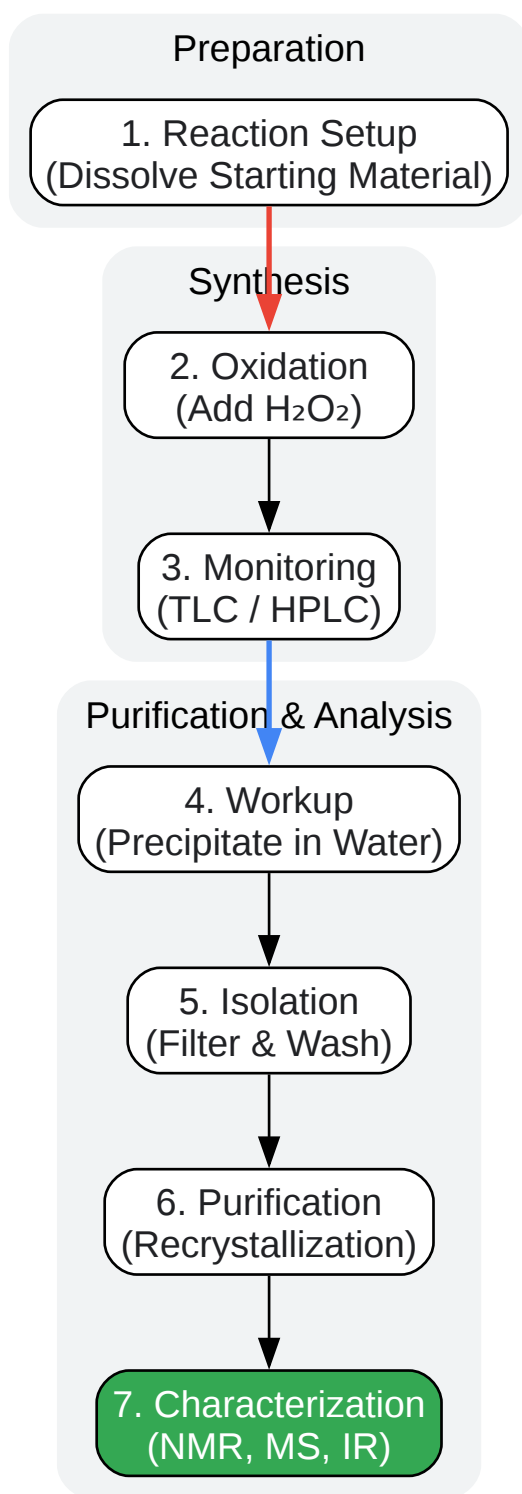 Preparation
1. Reaction Setup
(Dissolve Starting Material)
Synthesis
2. Oxidation
(Add H₂O₂)
3. Monitoring
(TLC / HPLC)
Purification & Analysis
4. Workup
(Precipitate in Water)
5. Isolation
(Filter & Wash)
6. Purification
(Recrystallization)
7. Characterization
(NMR, MS, IR)